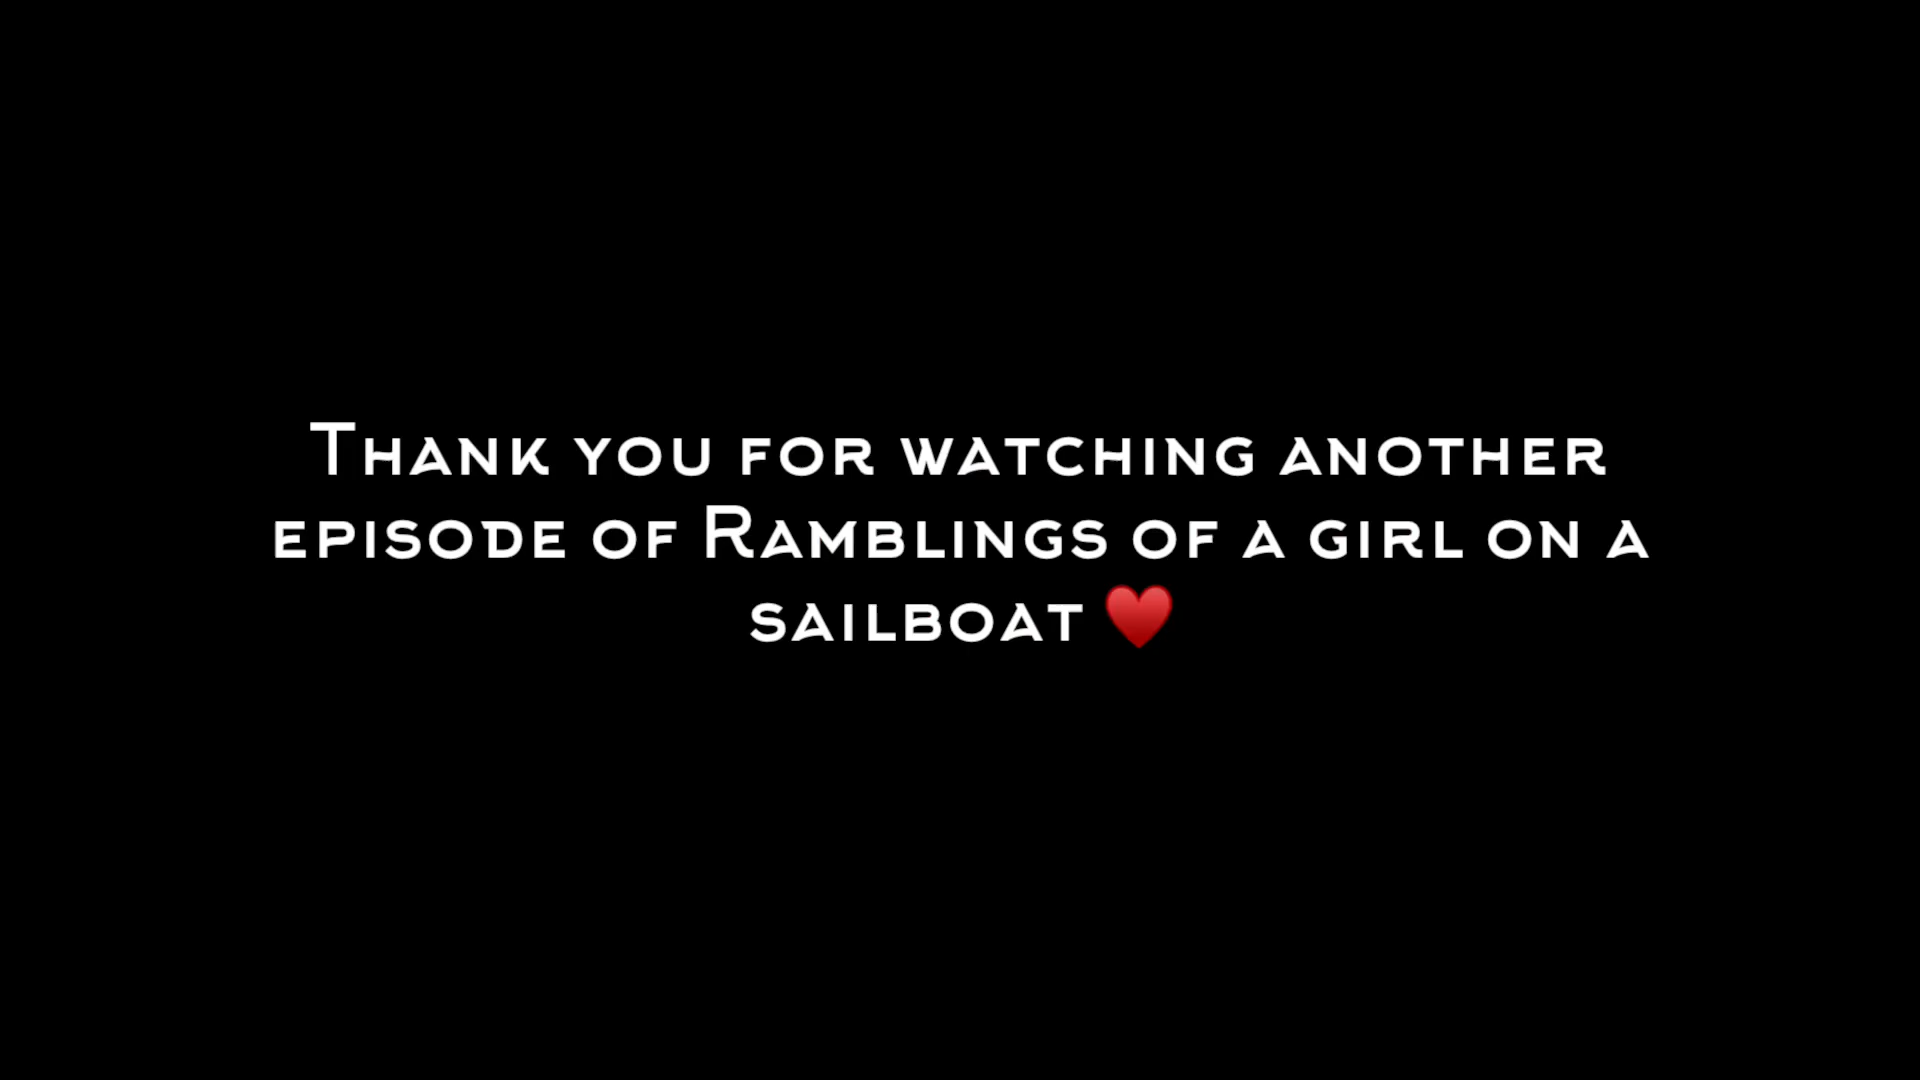 Thank you for watching another
episode of Ramblings of a girl on a
sailboat ♥